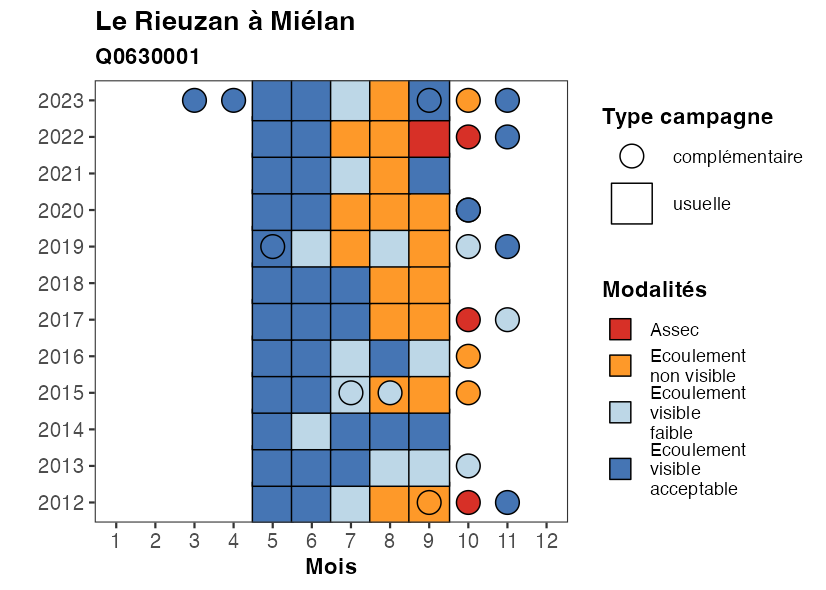 Le Rieuzan à Miélan
Q0630001
2023
2022
2021
2020
2019
2018
2017
2016
2015
2014
2013
2012
1 2 3 4 5 6 7 8 9 10 11 12
Mois
Type campagne
complémentaire
usuelle
Modalités
Assec
Ecoulement
non visible
Ecoulement
visible
faible
Ecoulement
visible
acceptable